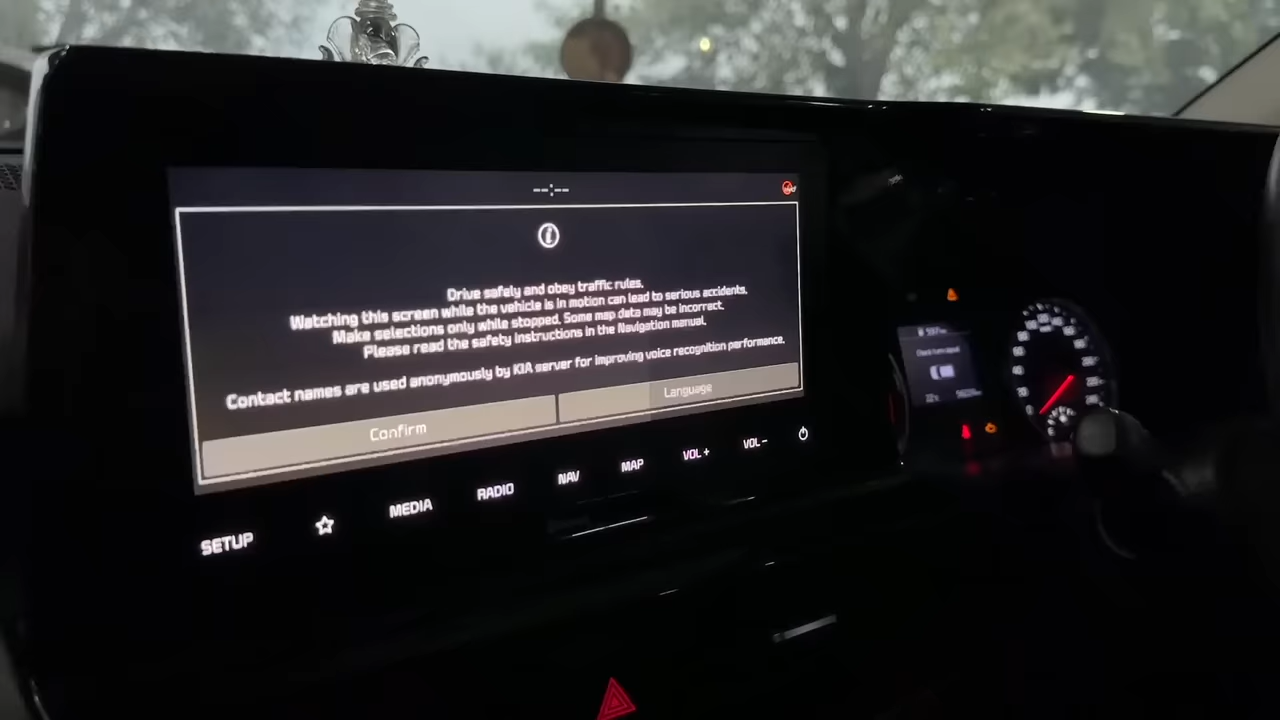 --:--
Drive safely and obey traffic rules.
Watching this screen while the vehicle is in motion can lead to serious accidents.
Make selections only while stopped. Some map data may be incorrect.
Please read the safety instructions in the Navigation manual.
Contact names are used anonymously by KIA server for improving voice recognition performance.
Confirm
Language
SETUP
MEDIA
RADIO
NAV
MAP
VOL +
VOL -
Check turn signal